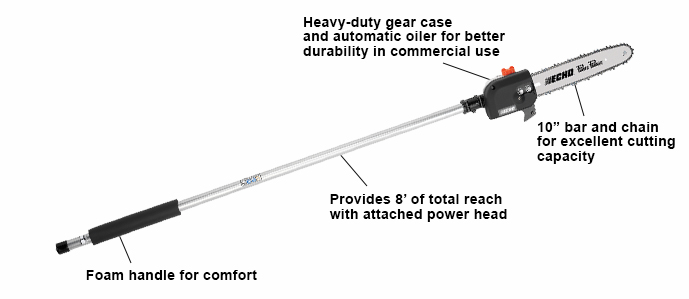 Heavy-duty gear case
and automatic oiler for better
durability in commercial use
ECHO
10” bar and chain
for excellent cutting
capacity
Provides 8’ of total reach
with attached power head
Foam handle for comfort